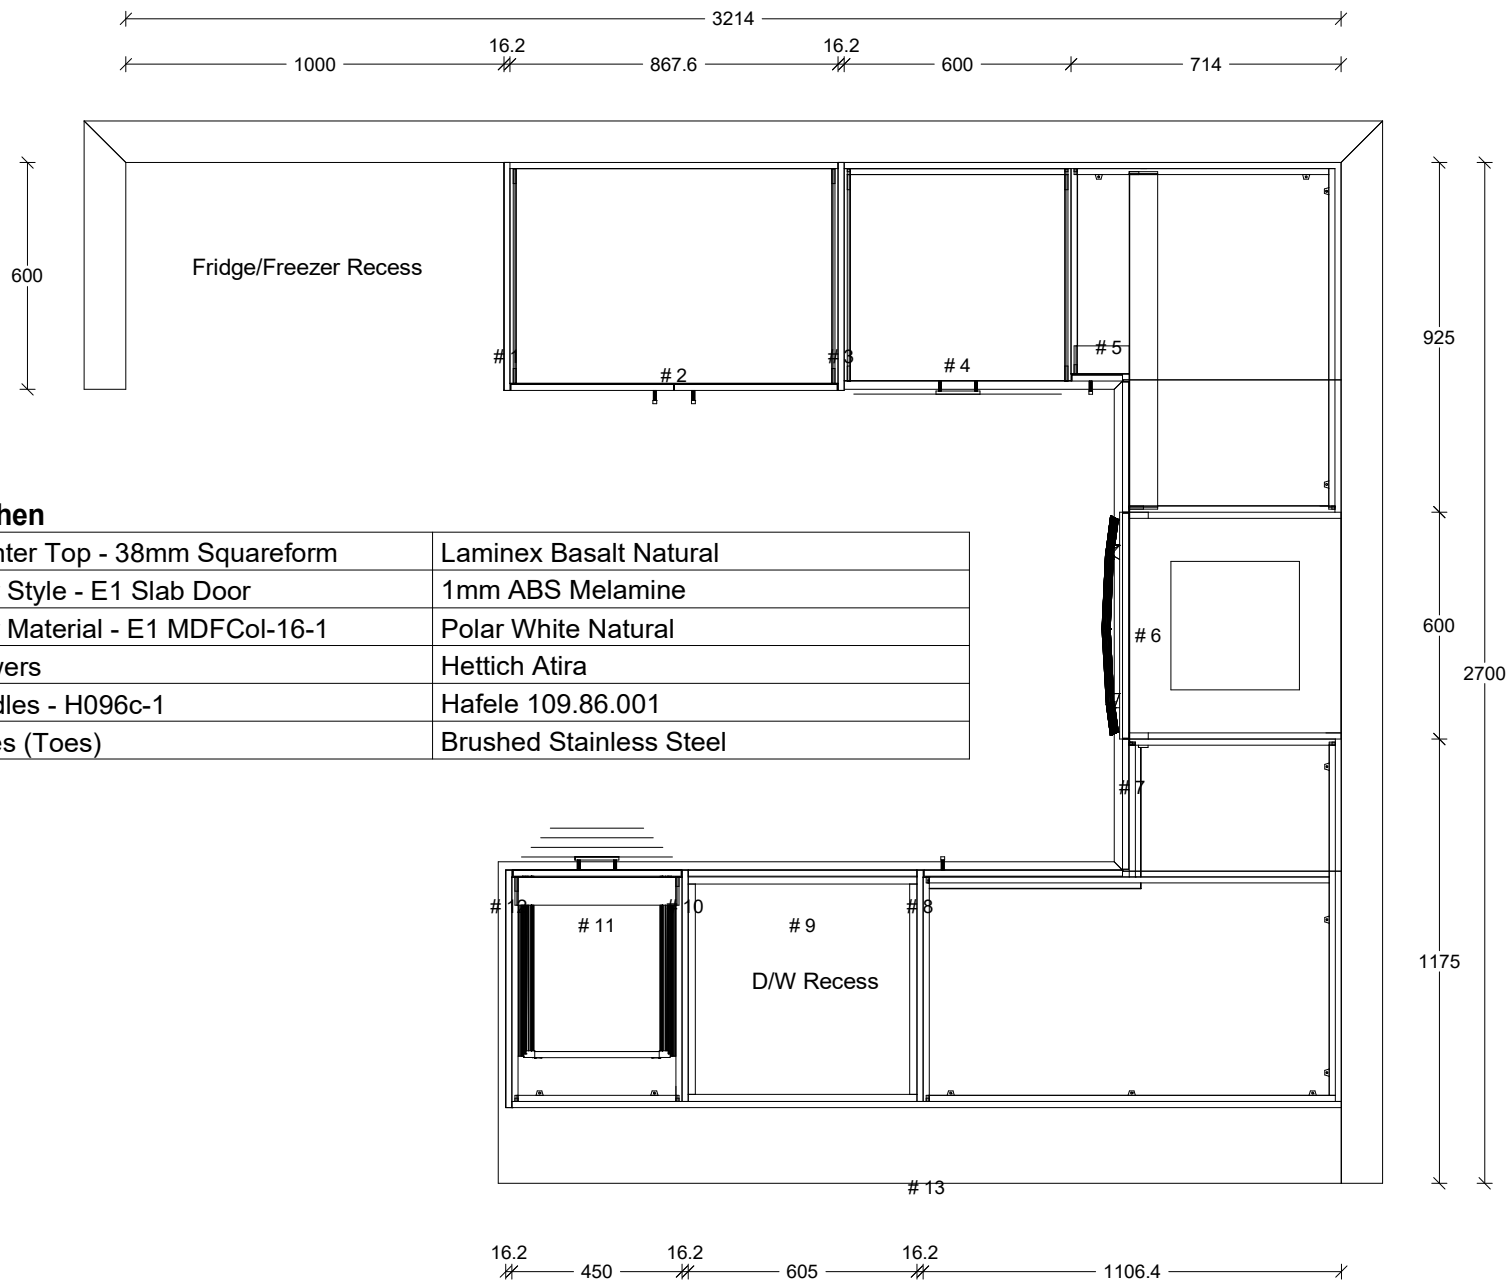 3214
16.2 16.2
1000 867.6 600 714
Fridge/Freezer Recess
600
925
# 1 # 2 # 3 # 4 # 5
hen
nter Top - 38mm Squareform Laminex Basalt Natural
Style - E1 Slab Door 1mm ABS Melamine
Material - E1 MDFCol-16-1 Polar White Natural
wers Hettich Atira
dles - H096c-1 Hafele 109.86.001
es (Toes) Brushed Stainless Steel
# 6
600
2700
# 7
# 12 # 11 # 10 # 9 # 8
D/W Recess
1175
# 13
16.2 16.2 16.2
450 605 1106.4